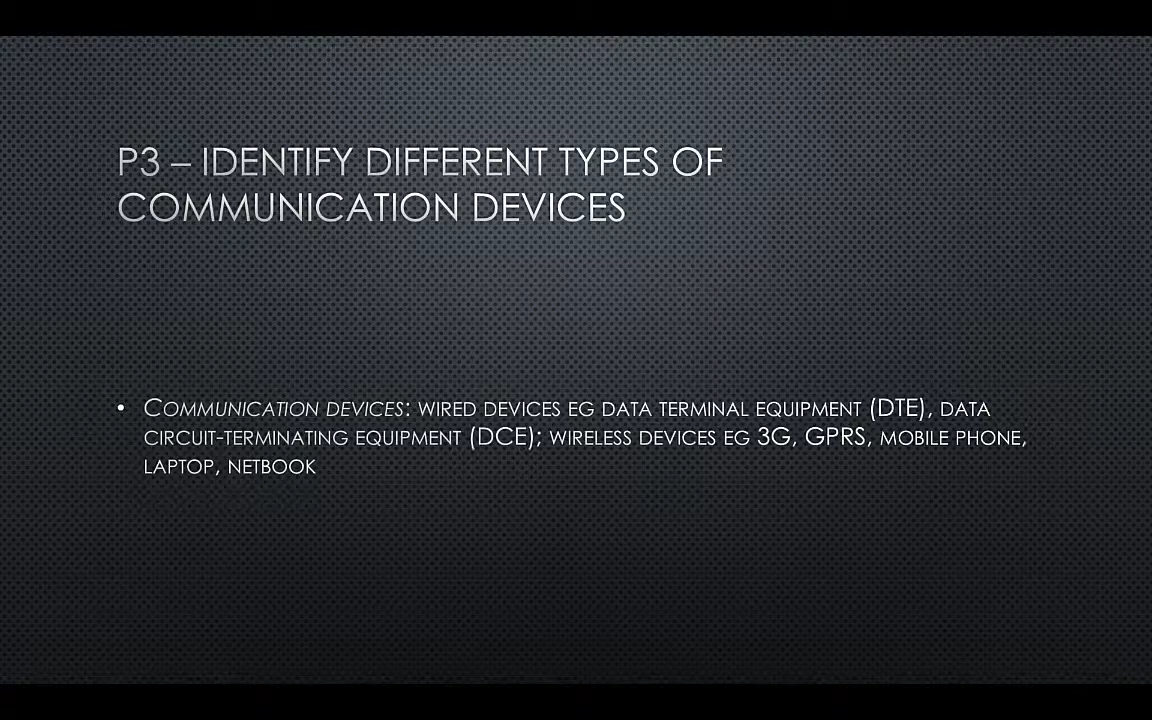 P3 – IDENTIFY DIFFERENT TYPES OF
COMMUNICATION DEVICES
• COMMUNICATION DEVICES: WIRED DEVICES EG DATA TERMINAL EQUIPMENT (DTE), DATA
CIRCUIT-TERMINATING EQUIPMENT (DCE); WIRELESS DEVICES EG 3G, GPRS, MOBILE PHONE,
LAPTOP, NETBOOK